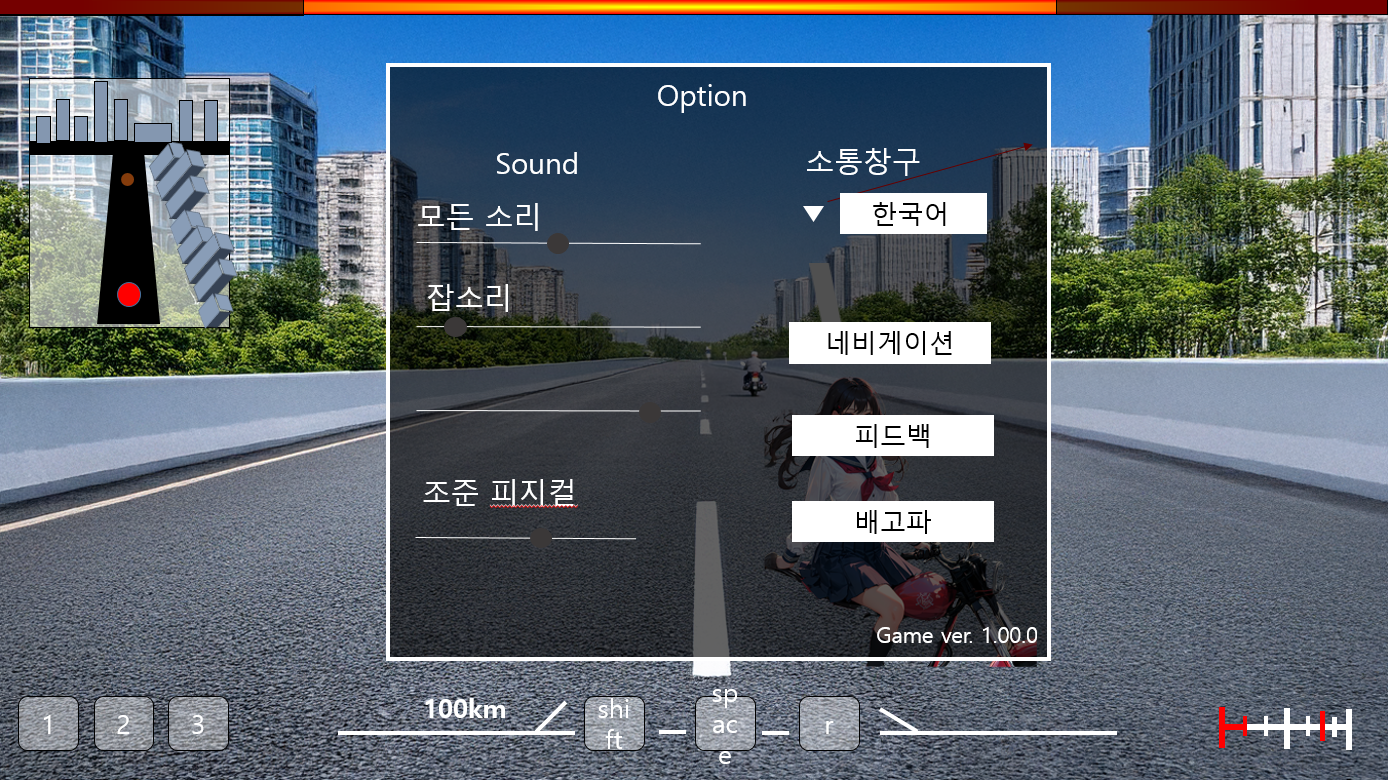 Option
Sound
모든 소리
잡소리
조준 피지컬
소통창구
한국어
네비게이션
피드백
배고파
Game ver. 1.00.0
1
2
3
100km
shi
ft
sp
ac
e
r